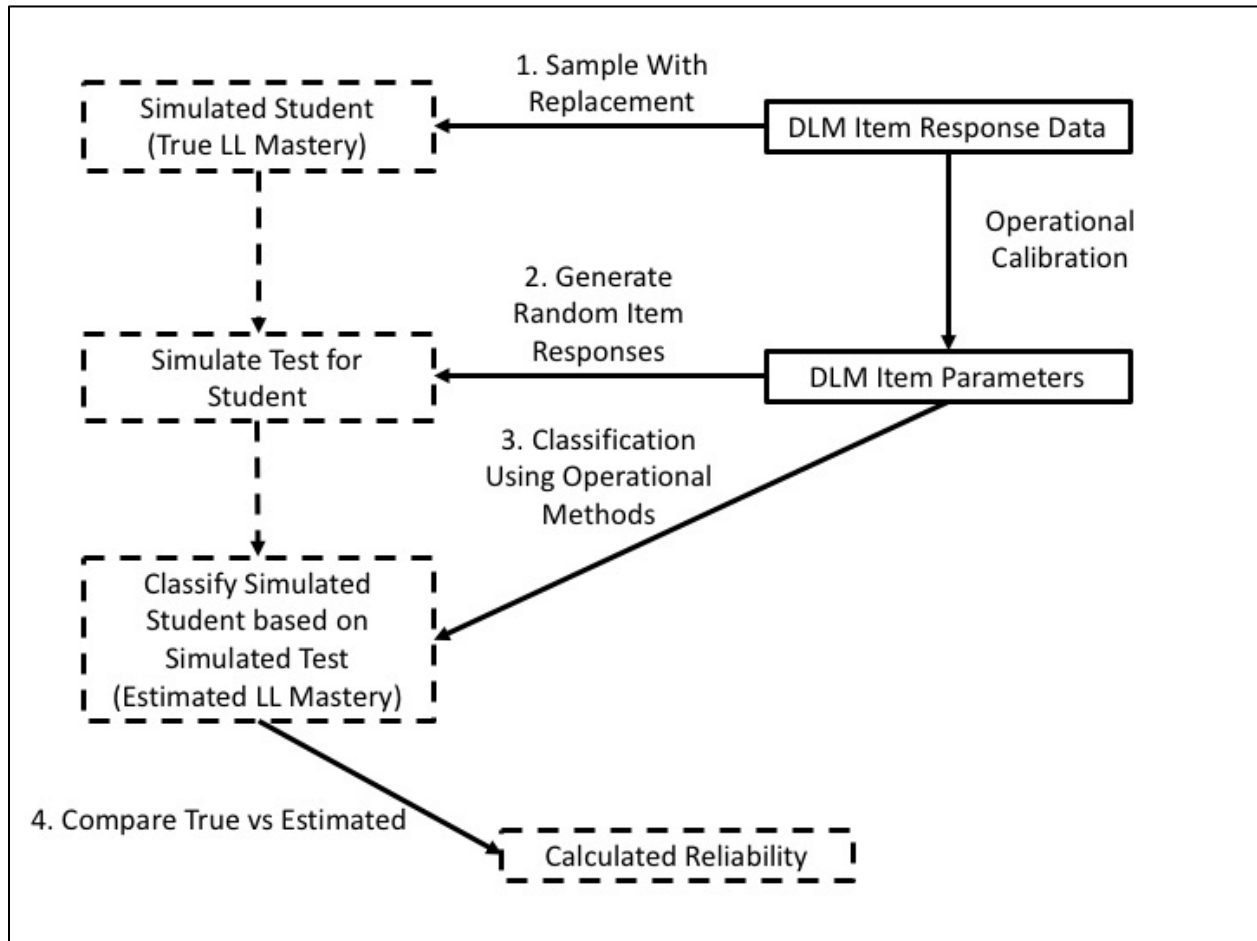 1. Sample With
Replacement
Simulated Student
(True LL Mastery)
DLM Item Response Data
Operational
Calibration
2. Generate
Random Item
Responses
Simulate Test for
Student
DLM Item Parameters
3. Classification
Using Operational
Methods
Classify Simulated
Student based on
Simulated Test
(Estimated LL Mastery)
4. Compare True vs Estimated
Calculated Reliability